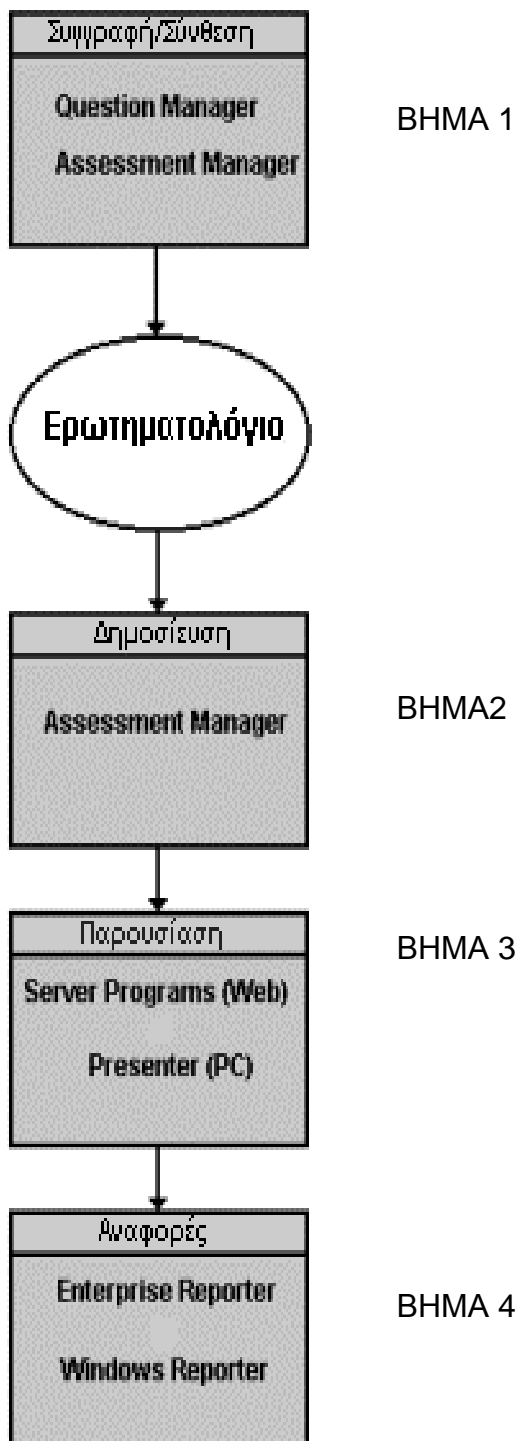 Συγγραφή/Σύνθεση
Question Manager
Assessment Manager
ΒΗΜΑ 1
Ερωτηματολόγιο
Δημοσίευση
Assessment Manager
ΒΗΜΑ2
Παρουσίαση
Server Programs (Web)
Presenter (PC)
ΒΗΜΑ 3
Αναφορές
Enterprise Reporter
Windows Reporter
ΒΗΜΑ 4